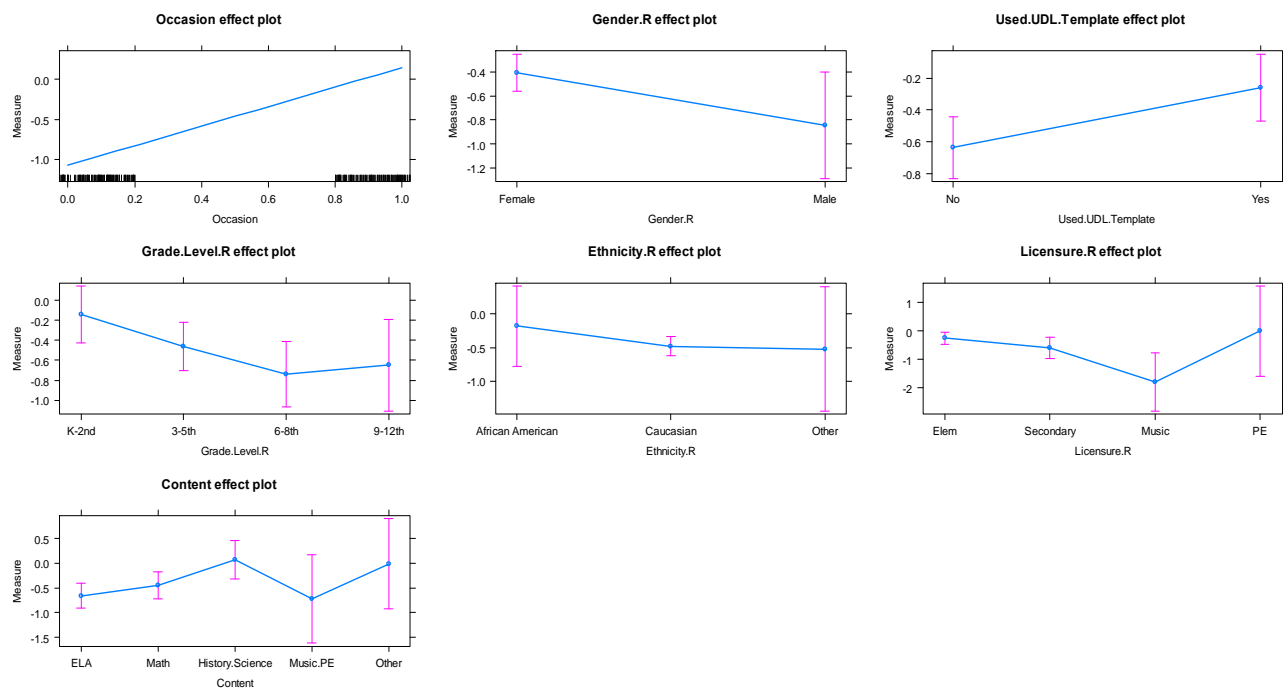 Occasion effect plot
Measure
0.0
-0.5
-1.0
0.0 0.2 0.4 0.6 0.8 1.0
Occasion
Gender.R effect plot
Measure
-0.4
-0.6
-0.8
-1.0
-1.2
Female Male
Gender.R
Used.UDL.Template effect plot
Measure
-0.2
-0.4
-0.6
-0.8
No Yes
Used.UDL.Template
Grade.Level.R effect plot
Measure
0.0
-0.2
-0.4
-0.6
-0.8
-1.0
K-2nd 3-5th 6-8th 9-12th
Grade.Level.R
Ethnicity.R effect plot
Measure
0.0
-0.5
-1.0
African American Caucasian Other
Ethnicity.R
Licensure.R effect plot
Measure
1
0
-1
-2
Elem Secondary Music PE
Licensure.R
Content effect plot
Measure
0.5
0.0
-0.5
-1.0
-1.5
ELA Math History.Science Music.PE Other
Content